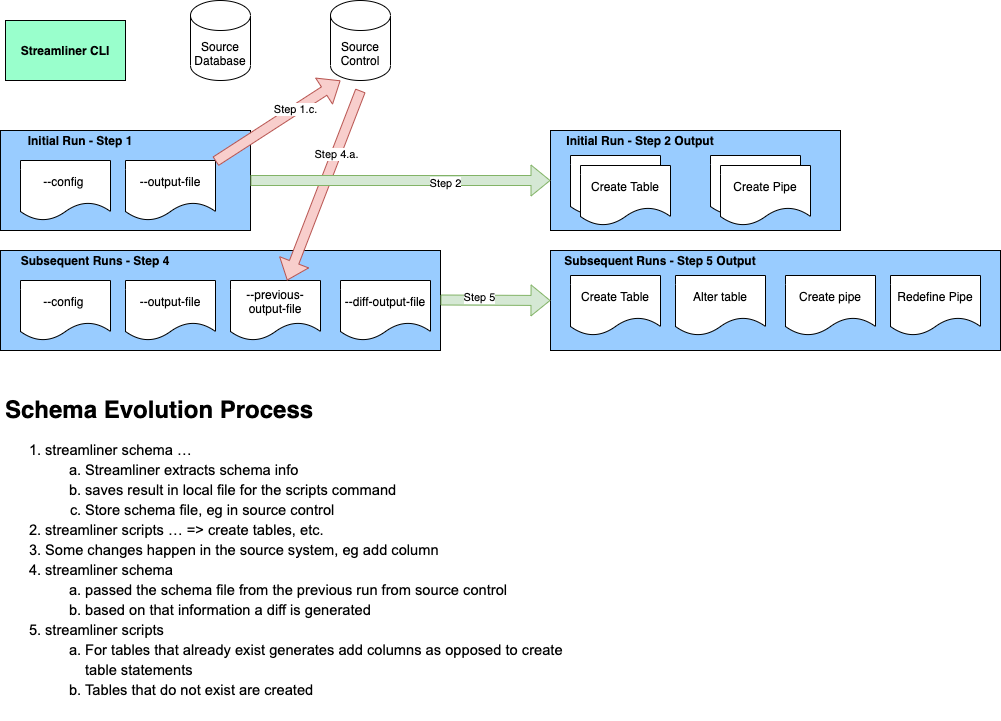 Streamliner CLI
Source
Database
Source
Control
Step 1.c.
Initial Run - Step 1
--config
--output-file
Step 4.a.
Step 2
Initial Run - Step 2 Output
Create Table
Create Pipe
Subsequent Runs - Step 4
--config
--output-file
--previous-
output-file
--diff-output-file
Step 5
Subsequent Runs - Step 5 Output
Create Table
Alter table
Create pipe
Redefine Pipe
Schema Evolution Process
1. streamliner schema …
a. Streamliner extracts schema info
b. saves result in local file for the scripts command
c. Store schema file, eg in source control
2. streamliner scripts … => create tables, etc.
3. Some changes happen in the source system, eg add column
4. streamliner schema
a. passed the schema file from the previous run from source control
b. based on that information a diff is generated
5. streamliner scripts
a. For tables that already exist generates add columns as opposed to create
table statements
b. Tables that do not exist are created